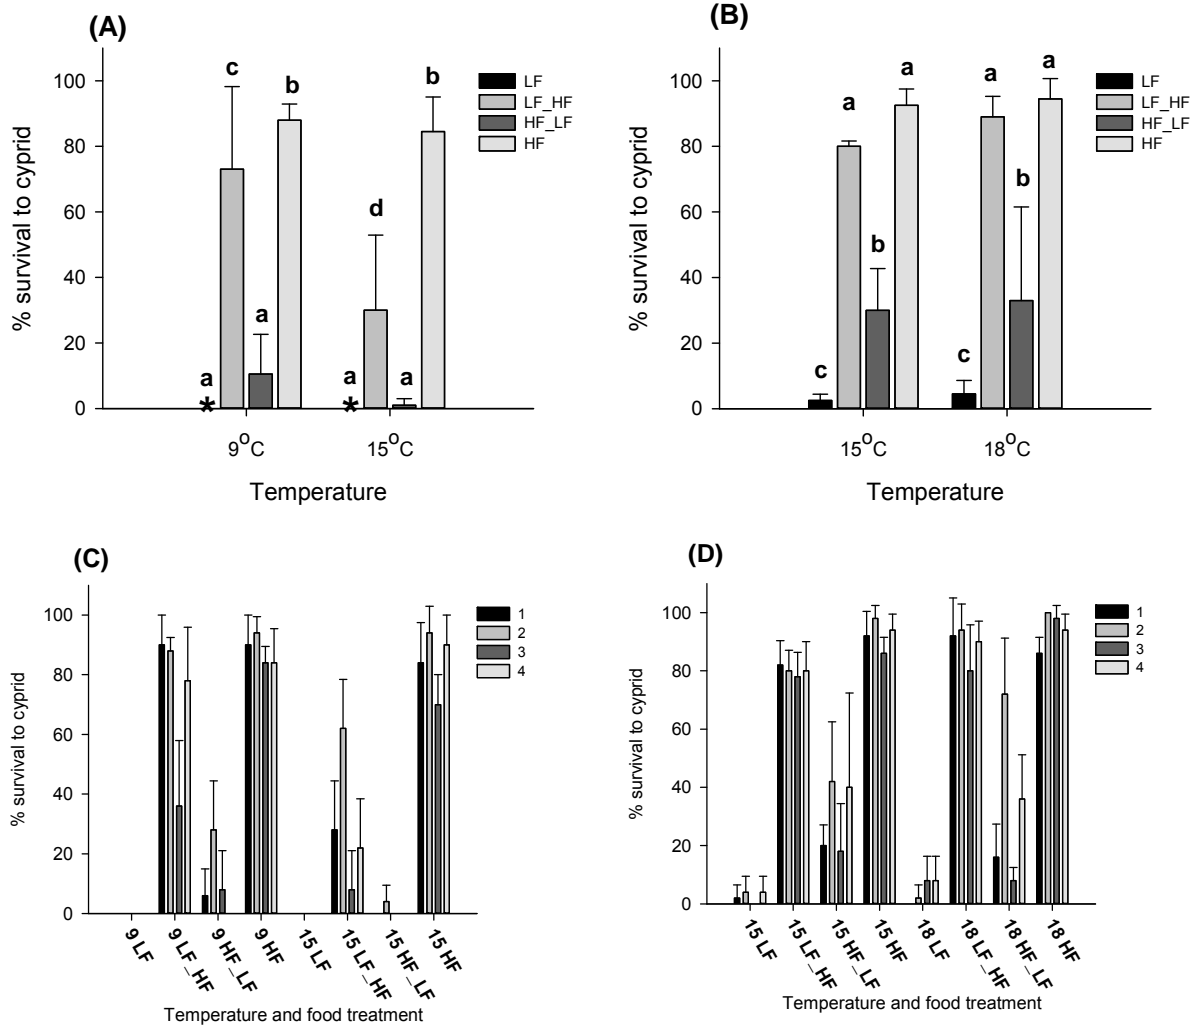 (A)
% survival to cyprid
100
80
60
40
20
0
c
b
b
d
a
a
a
a
*
*
LF
LF_HF
HF_LF
HF
9°C
15°C
Temperature
(B)
% survival to cyprid
100
80
60
40
20
0
a
a
a
a
b
b
c
c
LF
LF_HF
HF_LF
HF
15°C
18°C
Temperature
(C)
% survival to cyprid
100
80
60
40
20
0
1
2
3
4
9 LF
9 LF_HF
9 HF_LF
9 HF
15 LF
15 LF_HF
15 HF_LF
15 HF
Temperature and food treatment
(D)
% survival to cyprid
100
80
60
40
20
0
1
2
3
4
15 LF
15 LF_HF
15 HF_LF
15 HF
18 LF
18 LF_HF
18 HF_LF
18 HF
Temperature and food treatment